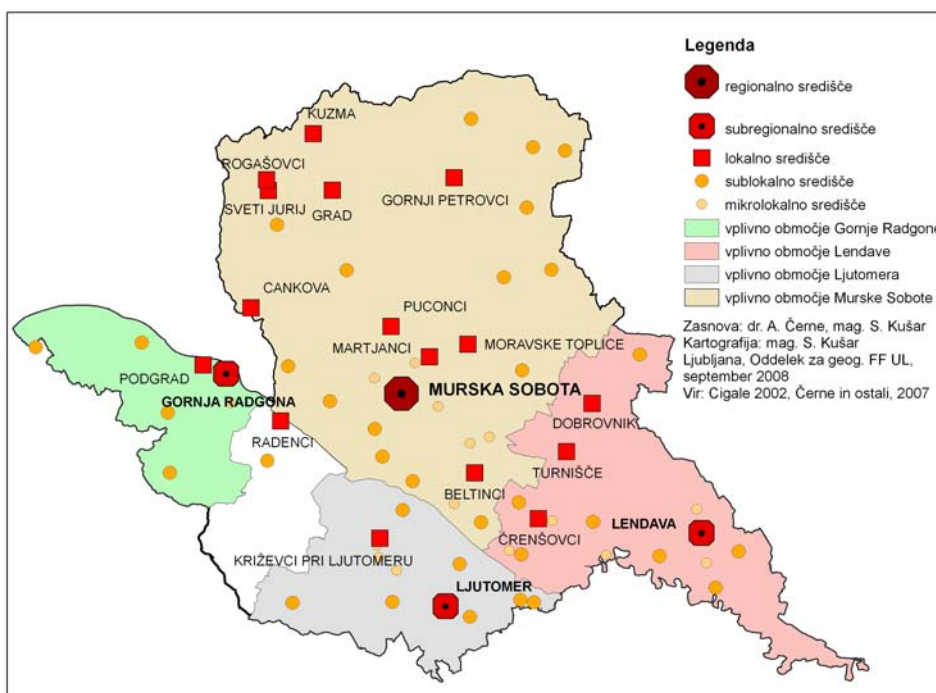 Legenda
regionalno središče
subregionalno središče
lokalno središče
sublokalno središče
mikrolokalno središče
vplivno območje Gornje Radgone
vplivno območje Lendave
vplivno območje Ljutomera
vplivno območje Murske Sobote
Zasnova: dr. A. Černe, mag. S. Kušar
Kartografija: mag. S. Kušar
Ljubljana, Oddelek za geog. FF UL,
september 2008
Vir: Cigale 2002, Černe in ostali, 2007
KUZMA
ROGAŠOVCI
SVETI JURIJ
GRAD
GORNJI PETROVCI
CANKOVA
PUCONCI
MARTJANCI
MORAVSKE TOPLICE
PODGRAD
GORNJA RADGONA
MURSKA SOBOTA
DOBROVNIK
RADENCI
TURNIŠČE
BELTINCI
ČRENŠOVCI
LENDAVA
KRIŽEVCI PRI LJUTOMERU
LJUTOMER